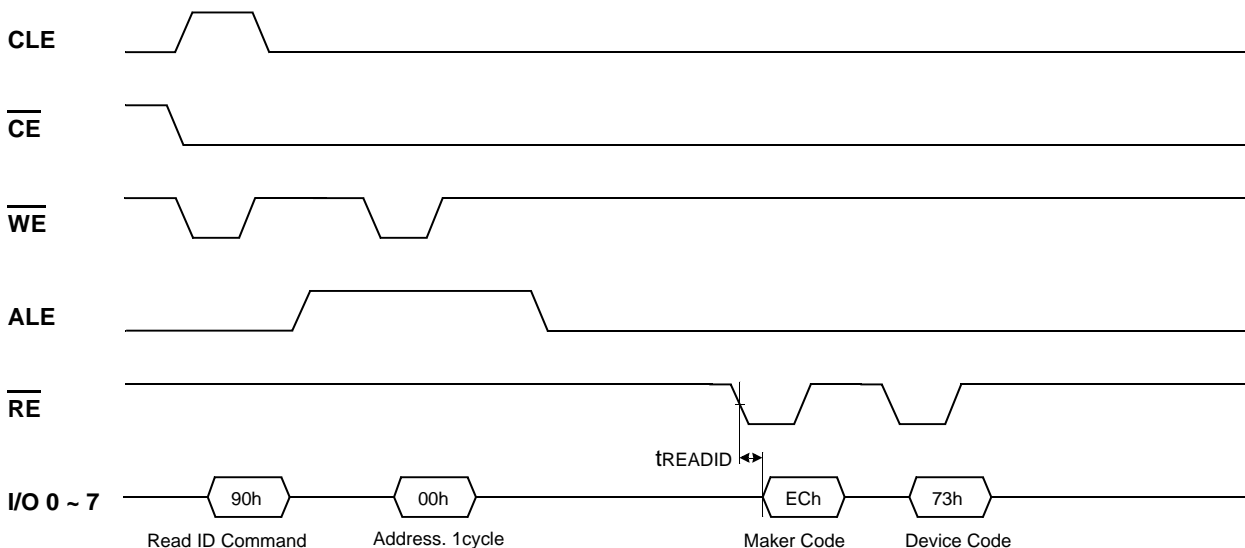 CLE
CE
WE
ALE
RE
tREADID
I/O 0 ~ 7
90h
00h
ECh
73h
Read ID Command
Address. 1cycle
Maker Code
Device Code